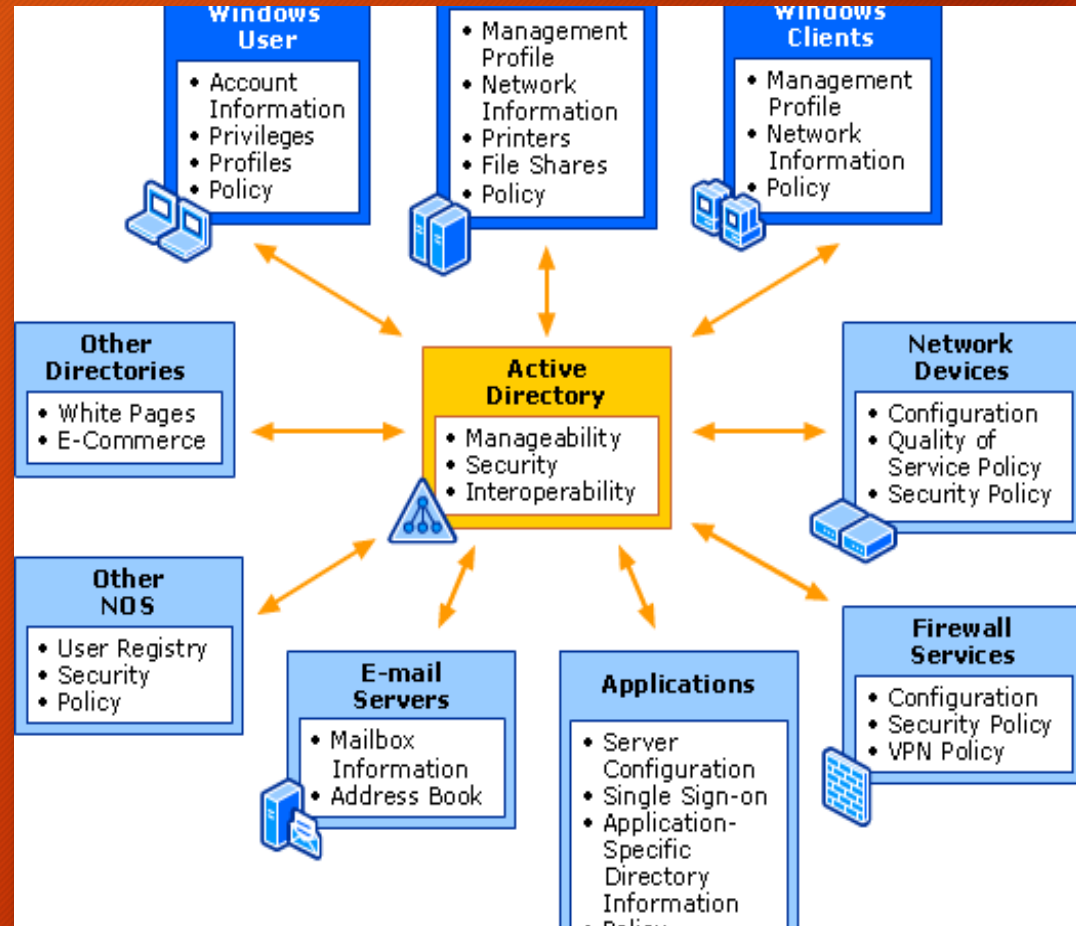 Windows
User
• Account
Information
• Privileges
• Profiles
• Policy
• Management
Profile
• Network
Information
• Printers
• File Shares
• Policy
Windows
Clients
• Management
Profile
• Network
Information
• Policy
Other
Directories
• White Pages
• E-Commerce
Active
Directory
• Manageability
• Security
• Interoperability
Network
Devices
• Configuration
• Quality of
Service Policy
• Security Policy
Other
NOS
• User Registry
• Security
• Policy
E-mail
Servers
• Mailbox
Information
• Address Book
Applications
• Server
Configuration
• Single Sign-on
• Application-
Specific
Directory
Information
• Policy
Firewall
Services
• Configuration
• Security Policy
• VPN Policy